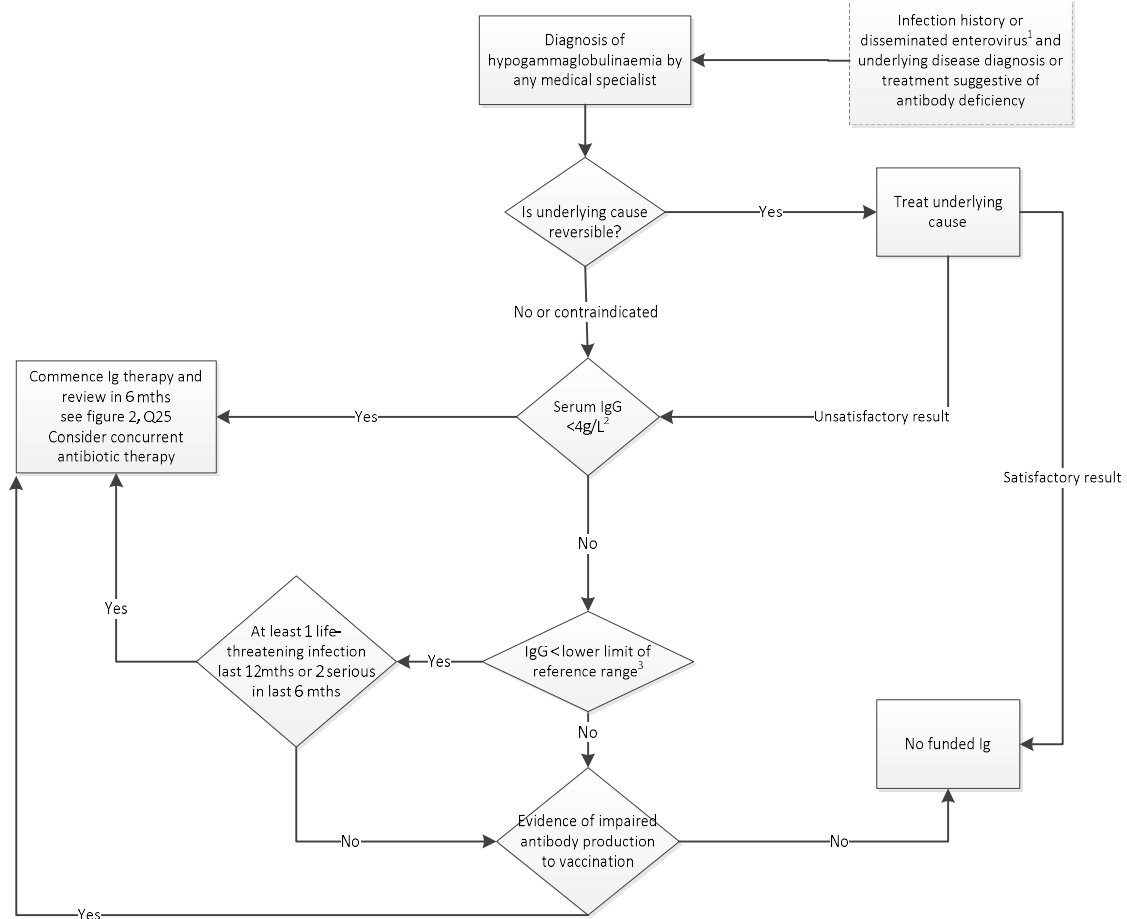 Diagnosis of
hypogammaglobulinaemia by
any medical specialist
Infection history or
disseminated enterovirus¹ and
underlying disease diagnosis or
treatment suggestive of
antibody deficiency
Is underlying cause
reversible?
Yes
Treat underlying
cause
No or contraindicated
Commence Ig therapy and
review in 6 mths
see figure 2, Q25
Consider concurrent
antibiotic therapy
Yes
Serum IgG
<4g/L²
Unsatisfactory result
Satisfactory result
No
Yes
At least 1 life–
threatening infection
last 12mths or 2 serious
in last 6 mths
Yes
IgG < lower limit of
reference range³
No
No funded Ig
No
Evidence of impaired
antibody production
to vaccination
No
Yes